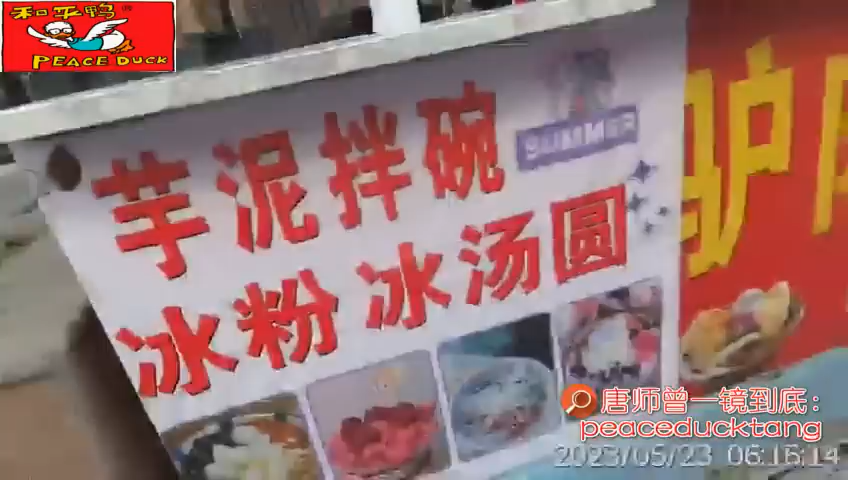 和平鸭
PEACE DUCK
芋泥拌碗
SUMMER
冰粉冰汤圆
驴肉
唐师曾一镜到底:
peaceducktang
2023/05/23 06:16:14